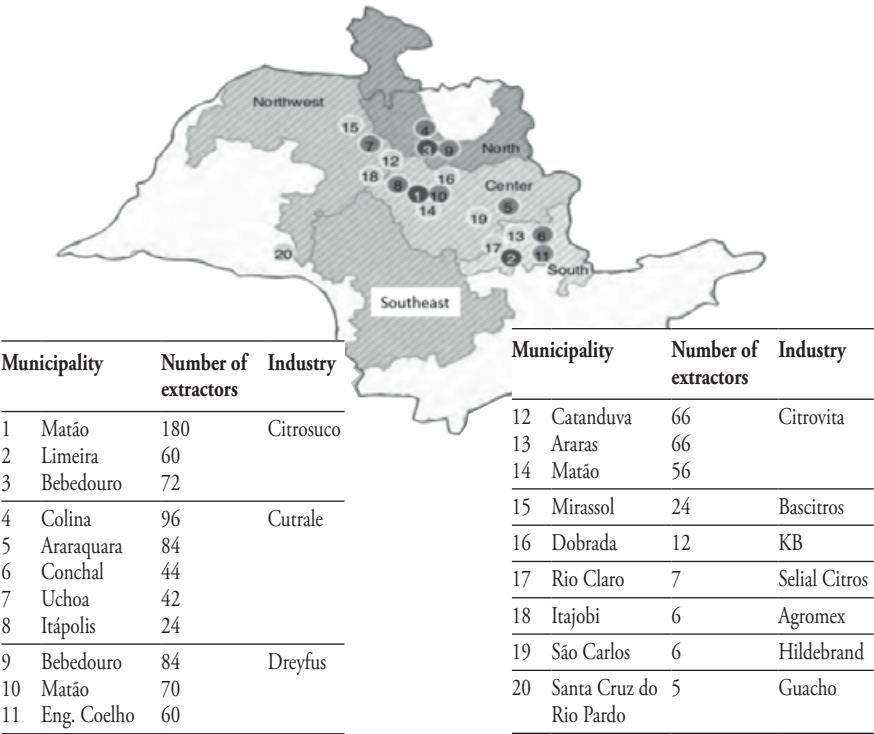 Northwest
15
4
7
3
9
North
12
18
16
8
Center
1
10
5
14
19
13
6
17
20
2
11
South
Southeast
Municipality Number of extractors Industry
1 Matão 180 Citrosuco
2 Limeira 60
3 Bebedouro 72
4 Colina 96 Cutrale
5 Araraquara 84
6 Conchal 44
7 Uchoa 42
8 Itápolis 24
9 Bebedouro 84 Dreyfus
10 Matão 70
11 Eng. Coelho 60
Municipality Number of extractors Industry
12 Catanduva 66 Citrovita
13 Araras 66
14 Matão 56
15 Mirassol 24 Bascitros
16 Dobrada 12 KB
17 Rio Claro 7 Selial Citros
18 Itajobi 6 Agromex
19 São Carlos 6 Hildebrand
20 Santa Cruz do 5 Guacho
Rio Pardo